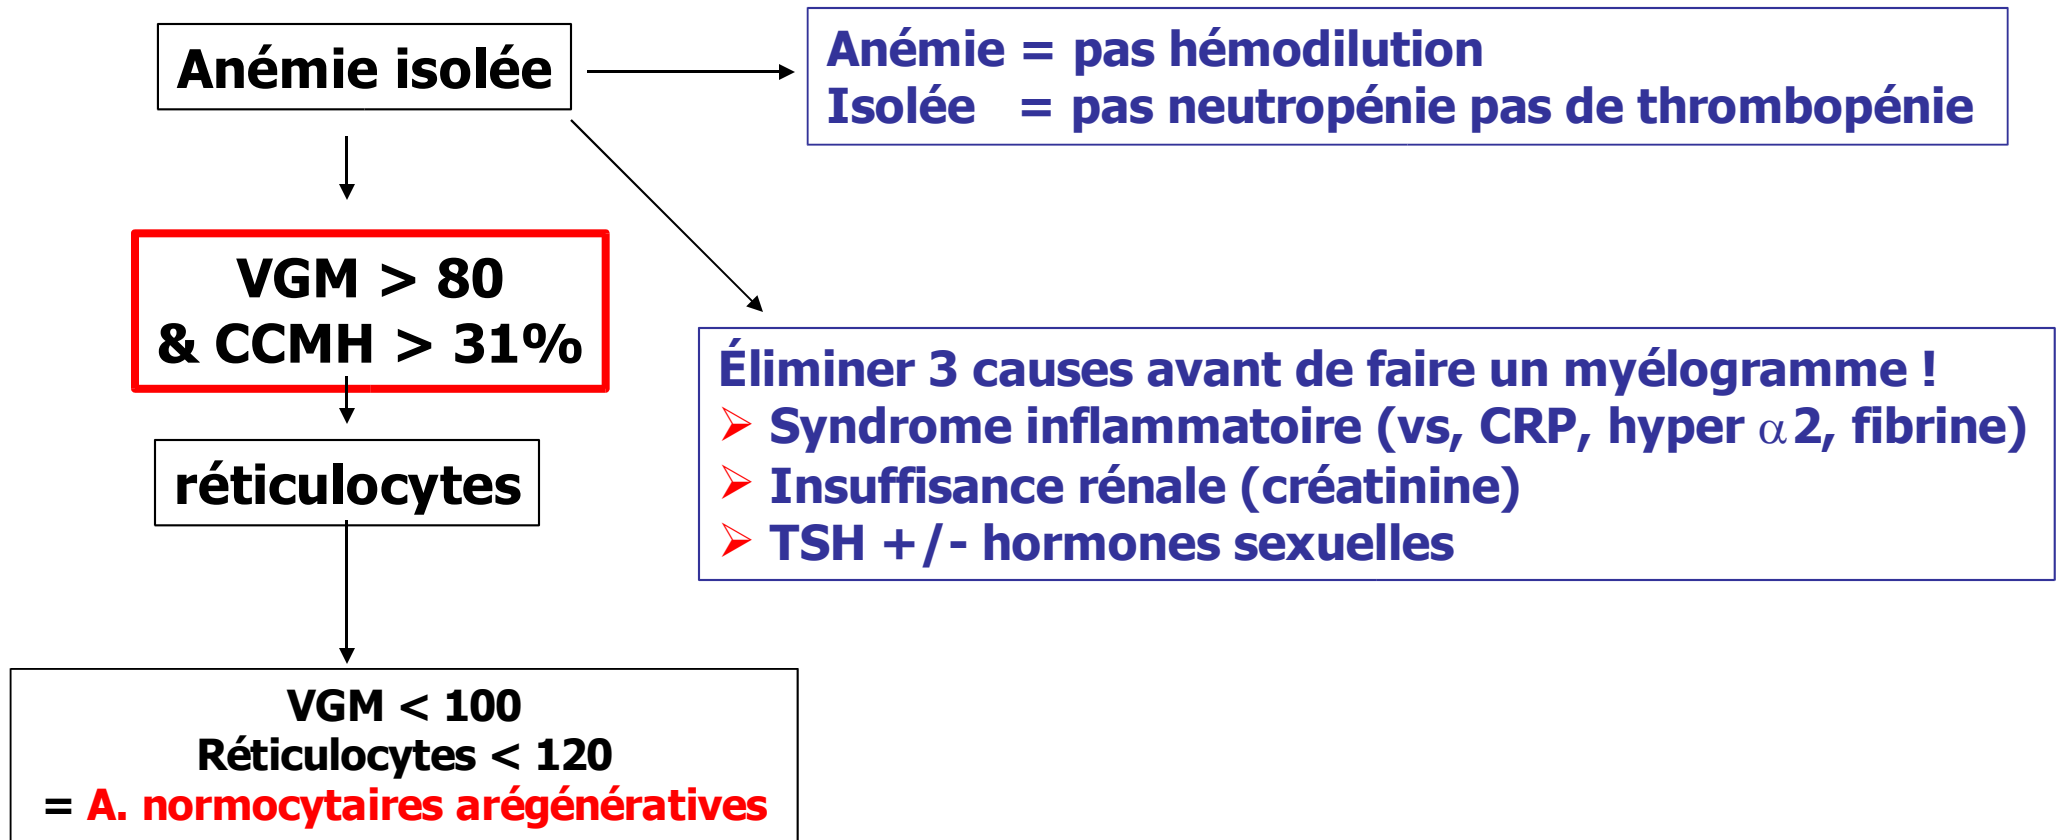 Anémie isolée
Anémie = pas hémodilution
Isolée = pas neutropénie pas de thrombopénie
VGM > 80
& CCMH > 31%
réticulocytes
Éliminer 3 causes avant de faire un myélogramme !
➢ Syndrome inflammatoire (vs, CRP, hyper α2, fibrine)
➢ Insuffisance rénale (créatinine)
➢ TSH +/- hormones sexuelles
VGM < 100
Réticulocytes < 120
= A. normocytaires arégénératives